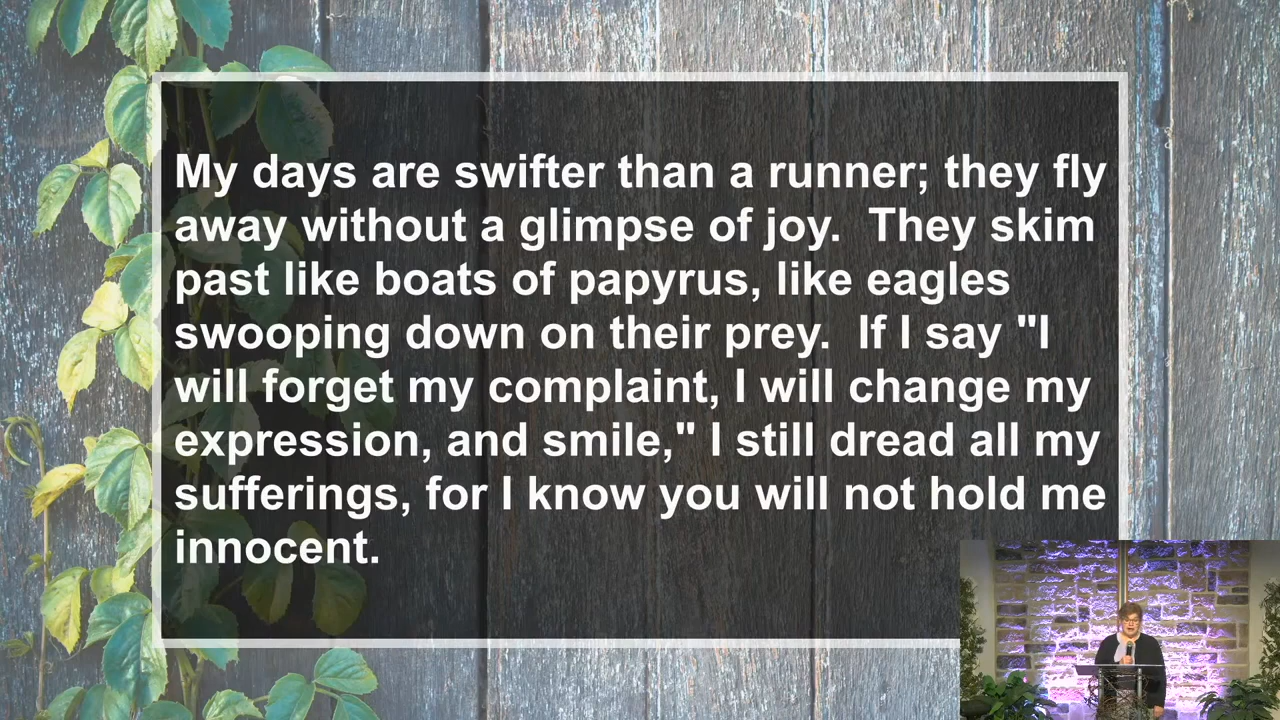 My days are swifter than a runner; they fly
away without a glimpse of joy.  They skim
past like boats of papyrus, like eagles
swooping down on their prey.  If I say "I
will forget my complaint, I will change my
expression, and smile," I still dread all my
sufferings, for I know you will not hold me
innocent.